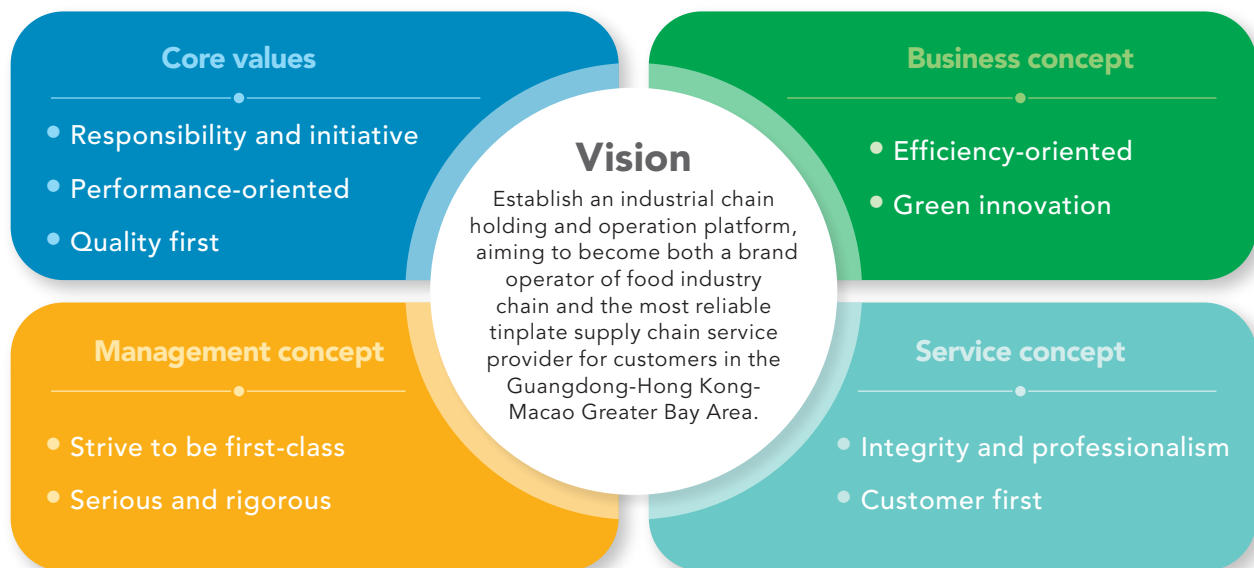 Core values
• Responsibility and initiative
• Performance-oriented
• Quality first
Business concept
• Efficiency-oriented
• Green innovation
Vision
Establish an industrial chain
holding and operation platform,
aiming to become both a brand
operator of food industry
chain and the most reliable
tinplate supply chain service
provider for customers in the
Guangdong-Hong Kong-
Macao Greater Bay Area.
Management concept
• Strive to be first-class
• Serious and rigorous
Service concept
• Integrity and professionalism
• Customer first